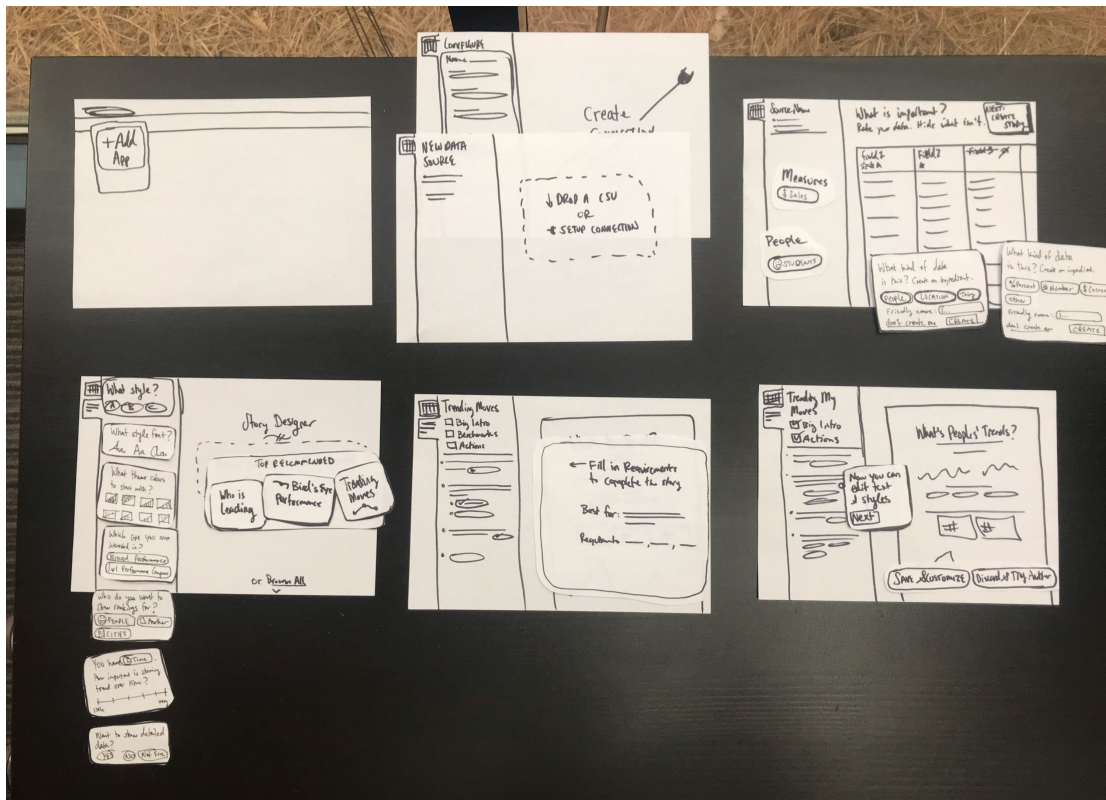 +Add
App
CONFIGURE
Name
Create
NEW DATA
SOURCE
DROP A CSV
OR
SETUP CONNECTION
Source Name
What is important?
Rate your data. Hide what isn't.
NEXT:
CREATE
STORY
Field 1
Field 2
Field 3
Measures
$ Sales
People
STUDENTS
What kind of data
is this? Create an ingredient.
PEOPLE LOCATION Thing
Friendly name:
don't create one CREATE
What kind of data
is this? Create an ingredient.
% Percent # Number
Other
Friendly name:
don't create one CREATE
What style?
A B C
What style font?
Aa Aa Aa
What theme colors
to start with?
Which are you more
interested in?
Who do you want to
show rankings for?
PEOPLE Another
CITIES
You have Time.
How important is showing
trend over time?
little very
Want to show detailed
data?
Yes No Not Sure
Story Designer
TOP RECOMMENDED
Who is
Leading
Bird's Eye
Performance
Trending
Moves
or Browse All
Trending Moves
Big Intro
Benchmarks
Actions
← Fill in Requirements
to complete the story
Best for:
Requirements
Trending My
Moves
Big Intro
Actions
Now you can
edit text
& styles
Next
What's Peoples' Trends?
# #
SAVE & CUSTOMIZE Discard & Try Another